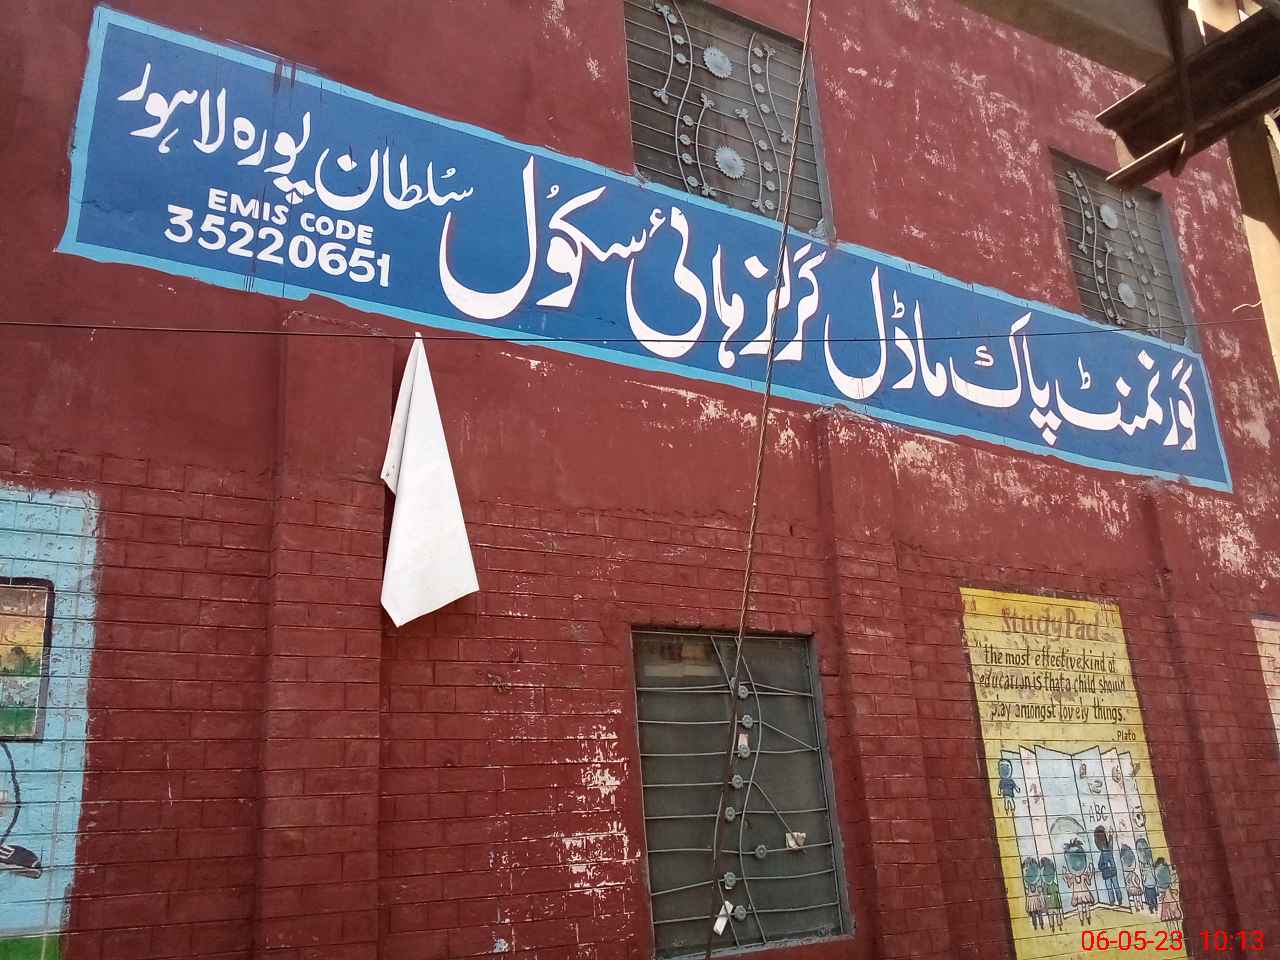 گورنمنٹ پاک ماڈل گرلز ہائی سکول سُلطان پورہ لاہور
EMIS CODE
35220651
Study Pad
"the most effective kind of
education is that a child should
play amongst lovely things."
Plato
ABC
06-05-23 10:13